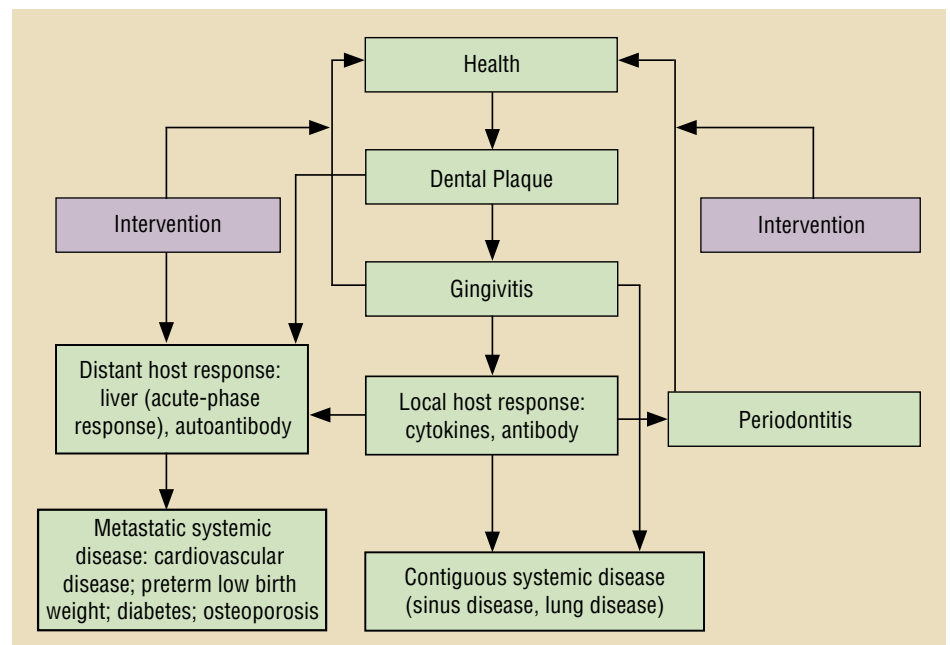 Health
Dental Plaque
Intervention
Intervention
Gingivitis
Distant host response:
liver (acute-phase
response), autoantibody
Local host response:
cytokines, antibody
Periodontitis
Metastatic systemic
disease: cardiovascular
disease; preterm low birth
weight; diabetes; osteoporosis
Contiguous systemic disease
(sinus disease, lung disease)